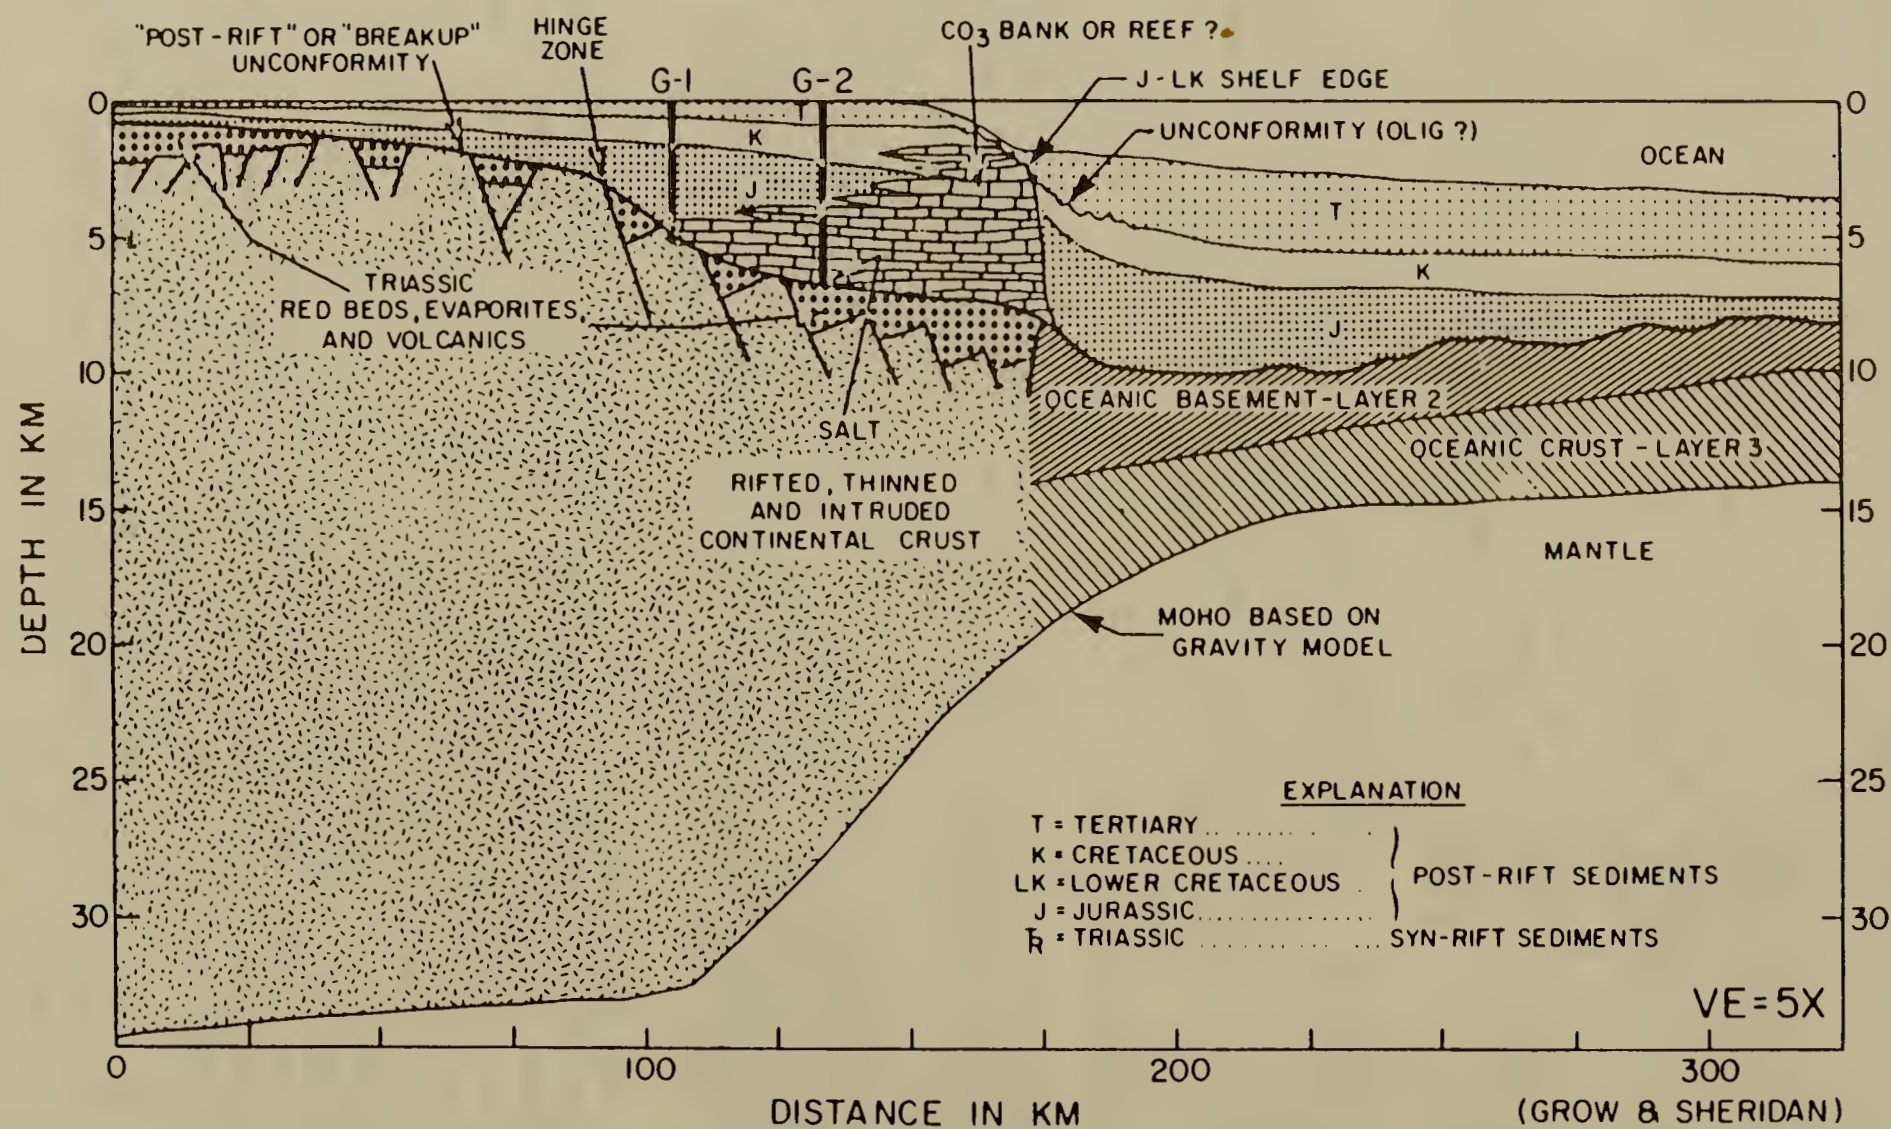 "POST-RIFT" OR "BREAKUP"
UNCONFORMITY
HINGE
ZONE
G-1
G-2
CO3 BANK OR REEF ?
J-LK SHELF EDGE
UNCONFORMITY (OLIG ?)
OCEAN
0
5
10
15
20
25
30
DEPTH IN KM
0
5
10
15
20
25
30
T
K
J
T
K
J
TRIASSIC
RED BEDS, EVAPORITES,
AND VOLCANICS
SALT
OCEANIC BASEMENT-LAYER 2
OCEANIC CRUST - LAYER 3
RIFTED, THINNED
AND INTRUDED
CONTINENTAL CRUST
MANTLE
MOHO BASED ON
GRAVITY MODEL
EXPLANATION
T = TERTIARY
K = CRETACEOUS
LK = LOWER CRETACEOUS
J = JURASSIC
POST-RIFT SEDIMENTS
TR = TRIASSIC SYN-RIFT SEDIMENTS
VE=5X
0
100
200
300
DISTANCE IN KM
(GROW & SHERIDAN)